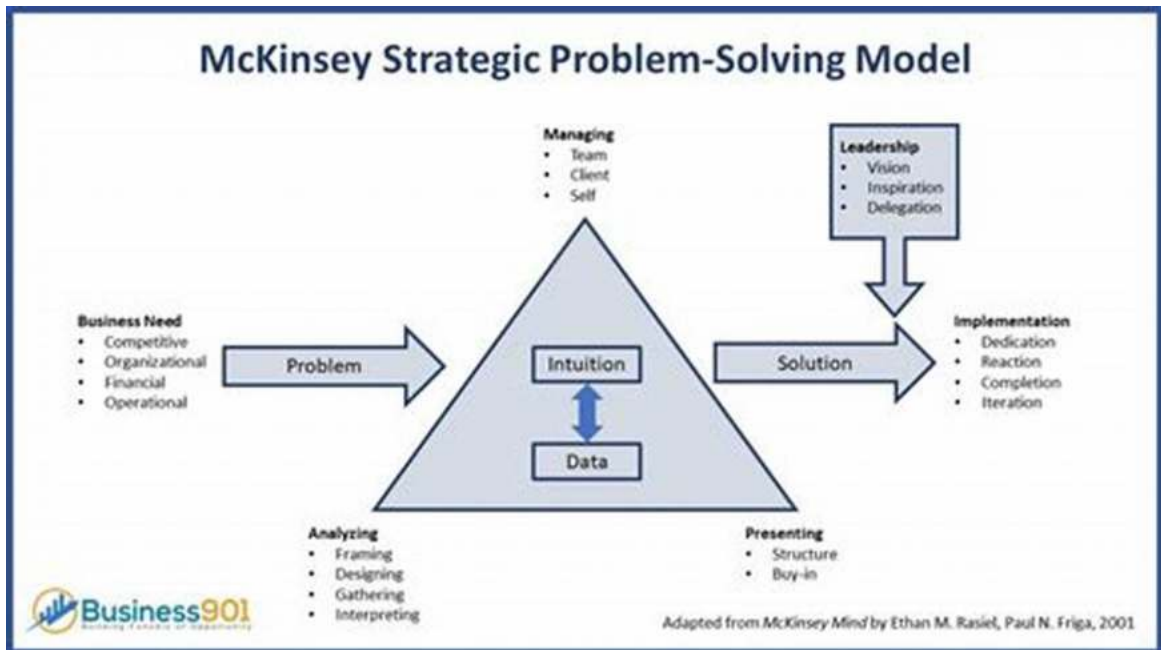 McKinsey Strategic Problem-Solving Model
Managing
• Team
• Client
• Self
Leadership
• Vision
• Inspiration
• Delegation
Business Need
• Competitive
• Organizational
• Financial
• Operational
Problem
Intuition
Data
Solution
Implementation
• Dedication
• Reaction
• Completion
• Iteration
Analyzing
• Framing
• Designing
• Gathering
• Interpreting
Presenting
• Structure
• Buy-in
Business901
Adapted from McKinsey Mind by Ethan M. Rasiel, Paul N. Friga, 2001